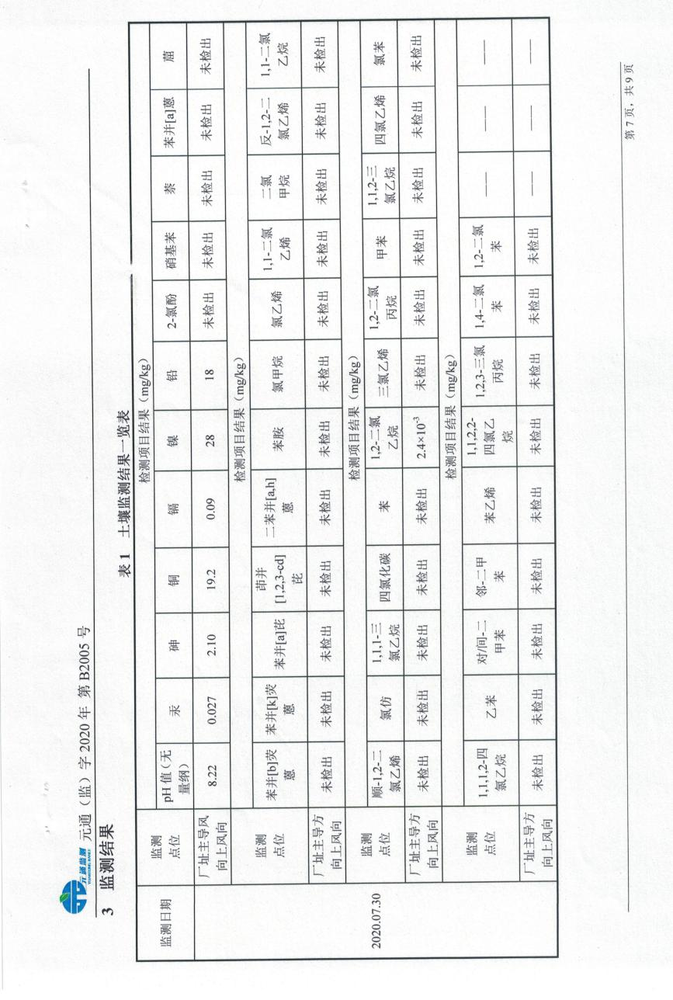 元通监测
YUANTONG JIANCE
元通（监）字 2020 年 第 B2005 号
3 监测结果
表 1 土壤监测结果一览表
监测日期 监测点位 检测项目结果（mg/kg）
pH 值（无量纲） 汞 砷 铜 镉 镍 铅 2-氯酚 硝基苯 萘 苯并[a]蒽 䓛
2020.07.30
厂址主导风向上风向 8.22 0.027 2.10 19.2 0.09 28 18 未检出 未检出 未检出 未检出 未检出
监测点位 检测项目结果（mg/kg）
苯并[b]荧蒽 苯并[k]荧蒽 苯并[a]芘 茚并[1,2,3-cd]芘 二苯并[a,h]蒽 苯胺 氯甲烷 氯乙烯 1,1-二氯乙烯 二氯甲烷 反-1,2-二氯乙烯 1,1-二氯乙烷
厂址主导方向上风向 未检出 未检出 未检出 未检出 未检出 未检出 未检出 未检出 未检出 未检出 未检出 未检出
监测点位 检测项目结果（mg/kg）
顺-1,2-二氯乙烯 氯仿 1,1,1-三氯乙烷 四氯化碳 苯 1,2-二氯乙烷 三氯乙烯 1,2-二氯丙烷 甲苯 1,1,2-三氯乙烷 四氯乙烯 氯苯
厂址主导方向上风向 未检出 未检出 未检出 未检出 未检出 2.4×10⁻³ 未检出 未检出 未检出 未检出 未检出 未检出
监测点位 检测项目结果（mg/kg）
1,1,1,2-四氯乙烷 乙苯 对/间-二甲苯 邻-二甲苯 苯乙烯 1,1,2,2-四氯乙烷 1,2,3-三氯丙烷 1,4-二氯苯 1,2-二氯苯 —— —— ——
厂址主导方向上风向 未检出 未检出 未检出 未检出 未检出 未检出 未检出 未检出 未检出 —— —— ——
第 7 页，共 9 页